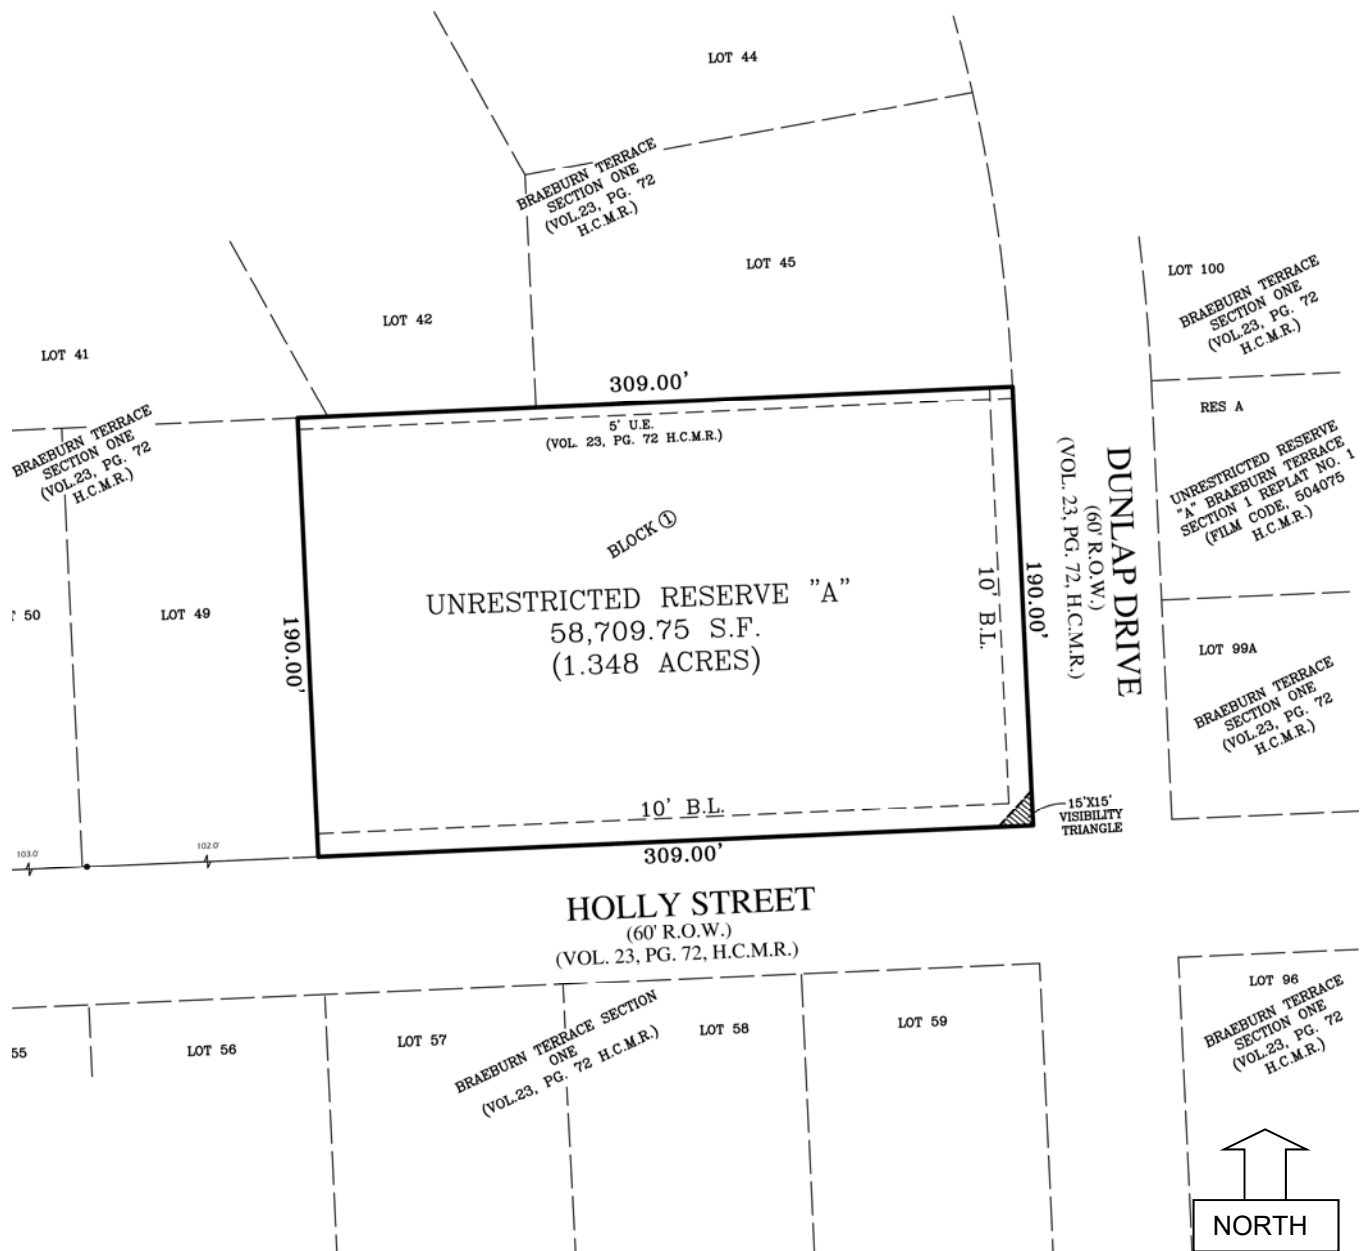 LOT 44
BRAEBURN TERRACE
SECTION ONE
(VOL.23, PG. 72
H.C.M.R.)
LOT 45
LOT 100
BRAEBURN TERRACE
SECTION ONE
(VOL.23, PG. 72
H.C.M.R.)
LOT 42
LOT 41
309.00'
5' U.E.
(VOL. 23, PG. 72 H.C.M.R.)
RES A
BRAEBURN TERRACE
SECTION ONE
(VOL.23, PG. 72
H.C.M.R.)
UNRESTRICTED RESERVE
"A" BRAEBURN TERRACE
SECTION 1 REPLAT NO. 1
(FILM CODE, 504075
H.C.M.R.)
DUNLAP DRIVE
(60' R.O.W.)
(VOL. 23, PG. 72, H.C.M.R.)
BLOCK 1
UNRESTRICTED RESERVE "A"
58,709.75 S.F.
(1.348 ACRES)
10' B.L.
190.00'
190.00'
50
LOT 49
LOT 99A
BRAEBURN TERRACE
SECTION ONE
(VOL.23, PG. 72
H.C.M.R.)
10' B.L.
15'X15'
VISIBILITY
TRIANGLE
103.0'
102.0'
309.00'
HOLLY STREET
(60' R.O.W.)
(VOL. 23, PG. 72, H.C.M.R.)
LOT 96
BRAEBURN TERRACE
SECTION ONE
(VOL.23, PG. 72
H.C.M.R.)
55
LOT 56
LOT 57
BRAEBURN TERRACE SECTION
ONE
(VOL.23, PG. 72 H.C.M.R.)
LOT 58
LOT 59
NORTH